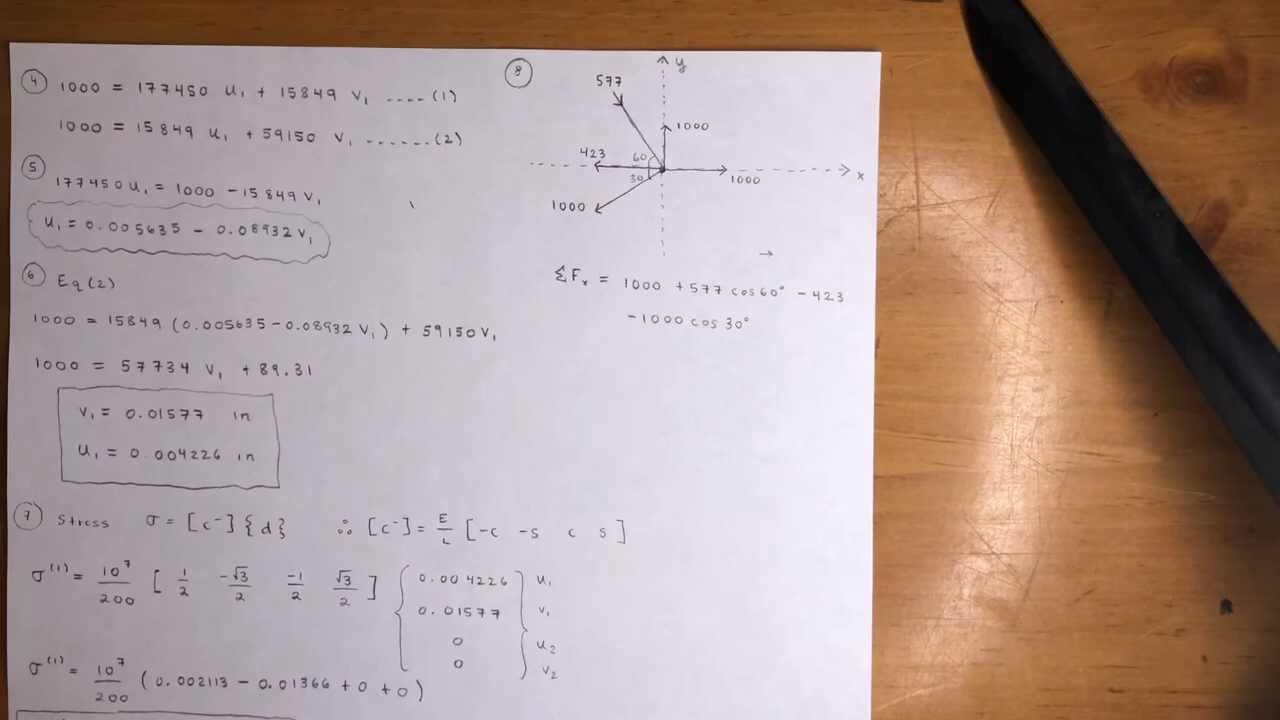 4
1000 = 177450 u₁ + 15849 v₁ ---- (1)
1000 = 15849 u₁ + 59150 v₁ ------ (2)
5
177450 u₁ = 1000 - 15849 v₁
u₁ = 0.005635 - 0.08932 v₁
6 Eq(2)
1000 = 15849 (0.005635 - 0.08932 v₁) + 59150 v₁
1000 = 57734 v₁ + 89.31
v₁ = 0.01577 in
u₁ = 0.004226 in
7 Stress σ = [c⁻]{d} ∴ [c⁻] = E/L [-c -s c s]
σ⁽¹⁾ = 10⁷/200 [ 1/2 -√3/2 -1/2 √3/2 ] { 0.004226 } u₁
0.01577 v₁
0 u₂
0 v₂
σ⁽¹⁾ = 10⁷/200 ( 0.002113 - 0.01366 + 0 + 0 )
8
y
577
1000
423
60
30
1000
x
1000
→
ΣFₓ = 1000 + 577 cos60° - 423
- 1000 cos 30°